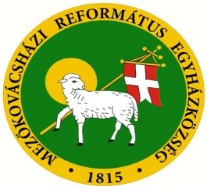 MEZŐKOVÁCSHÁZI REFORMÁTUS EGYHÁZKÖZSÉG
• 1815 •